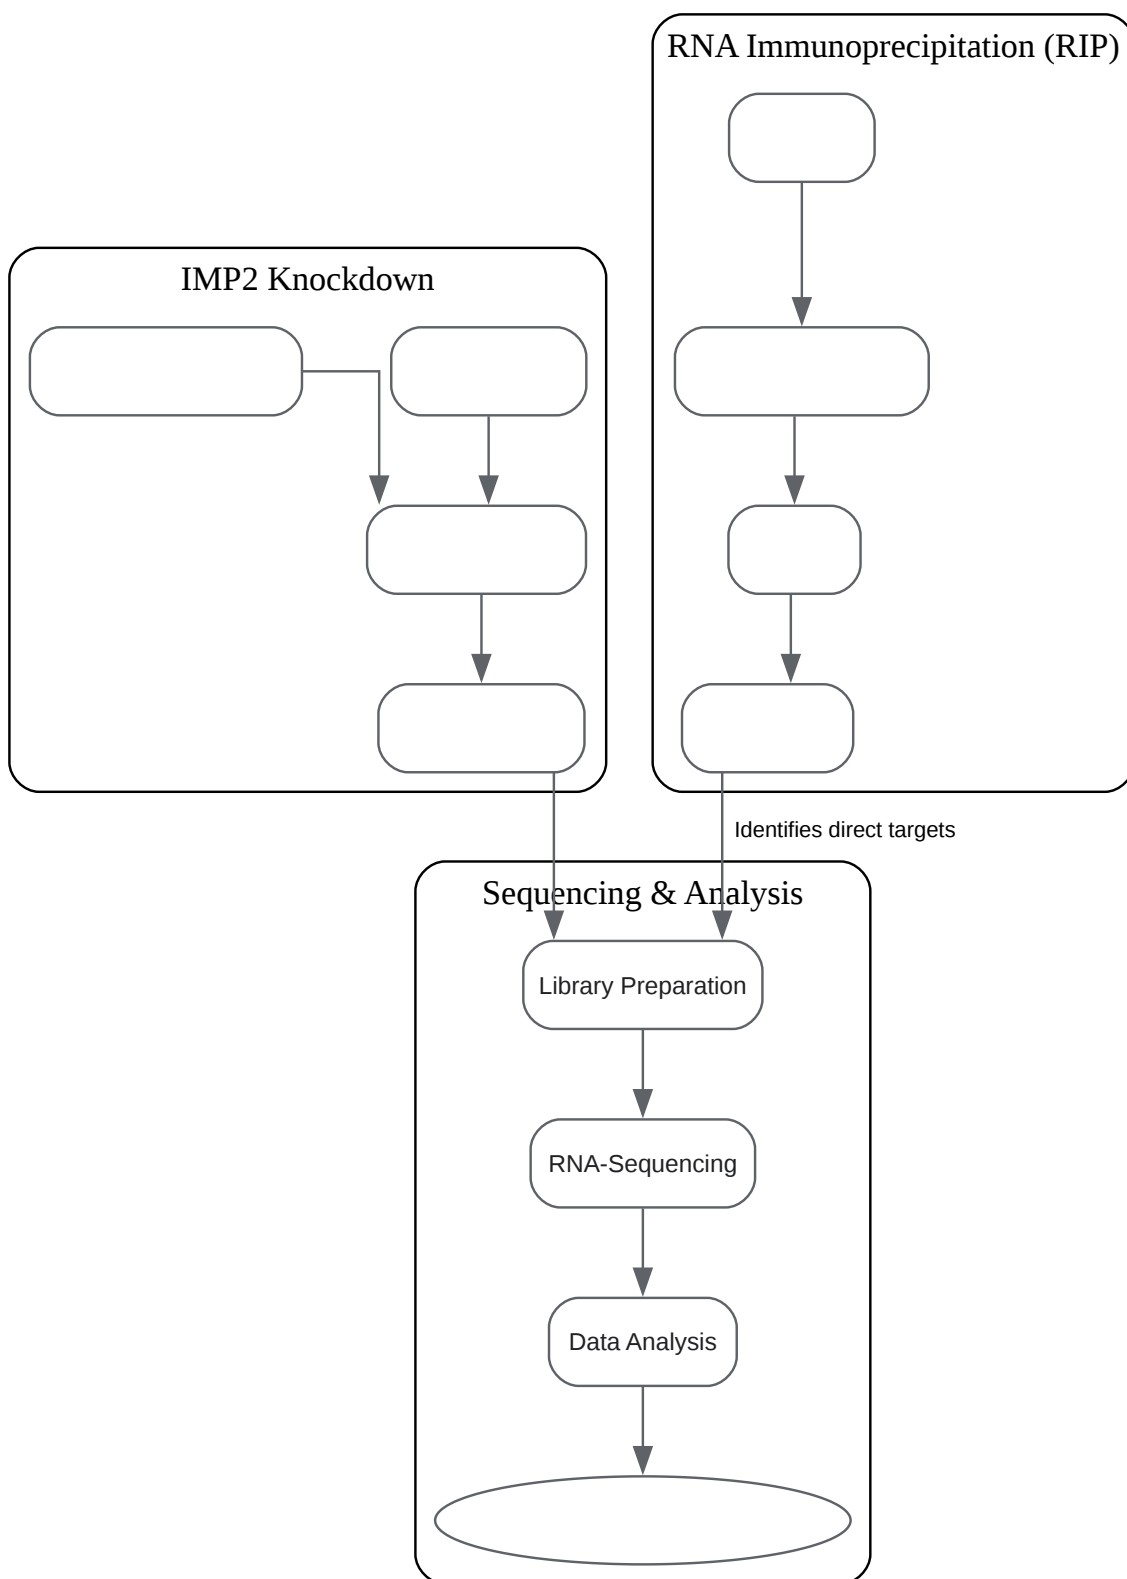 RNA Immunoprecipitation (RIP)
IMP2 Knockdown
Identifies direct targets
Sequencing & Analysis
Library Preparation
RNA-Sequencing
Data Analysis